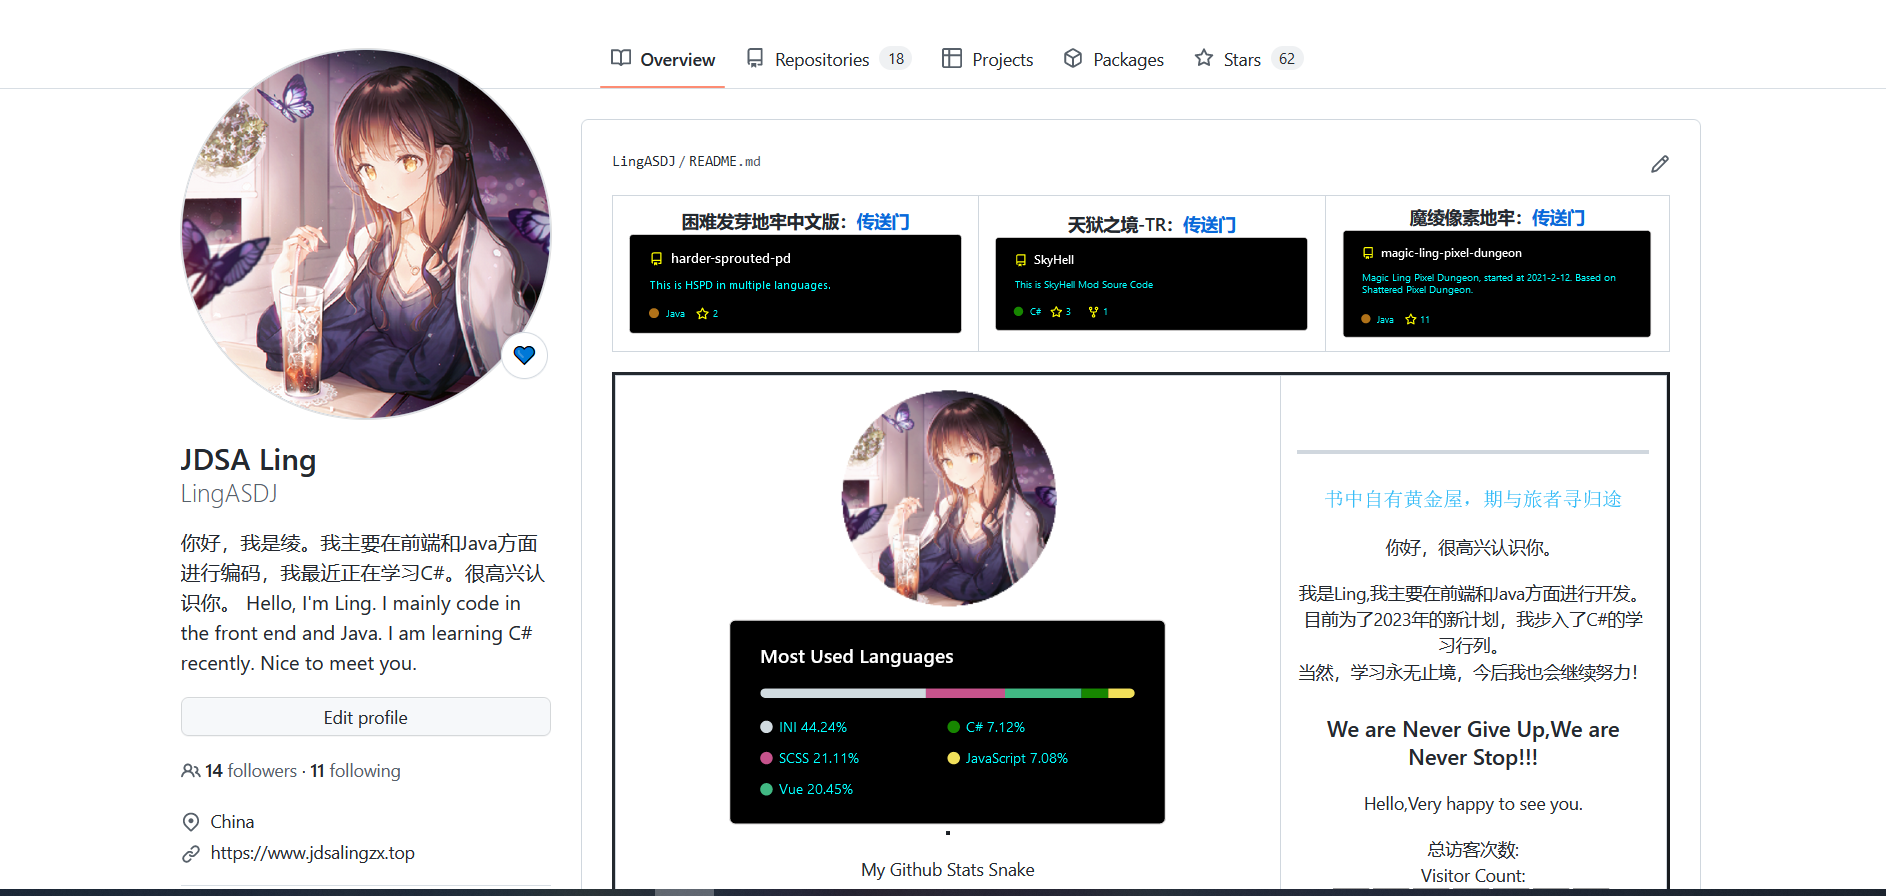 Overview Repositories 18 Projects Packages Stars 62
JDSA Ling
LingASDJ
你好，我是绫。我主要在前端和Java方面
进行编码，我最近正在学习C#。很高兴认
识你。 Hello, I'm Ling. I mainly code in
the front end and Java. I am learning C#
recently. Nice to meet you.
Edit profile
14 followers · 11 following
China
https://www.jdsalingzx.top
LingASDJ / README.md
困难发芽地牢中文版：传送门
harder-sprouted-pd
This is HSPD in multiple languages.
Java 2
天狱之境-TR：传送门
SkyHell
This is SkyHell Mod Soure Code
C# 3 1
魔绫像素地牢：传送门
magic-ling-pixel-dungeon
Magic Ling Pixel Dungeon, started at 2021-2-12. Based on
Shattered Pixel Dungeon.
Java 11
Most Used Languages
INI 44.24%
SCSS 21.11%
Vue 20.45%
C# 7.12%
JavaScript 7.08%
My Github Stats Snake
书中自有黄金屋，期与旅者寻归途
你好，很高兴认识你。
我是Ling,我主要在前端和Java方面进行开发。
目前为了2023年的新计划，我步入了C#的学
习行列。
当然，学习永无止境，今后我也会继续努力！
We are Never Give Up,We are
Never Stop!!!
Hello,Very happy to see you.
总访客次数:
Visitor Count: